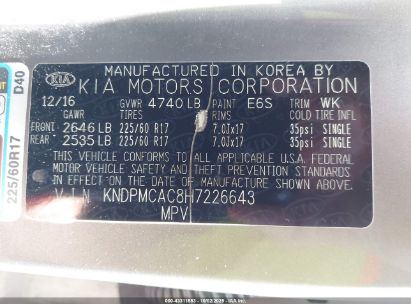 MANUFACTURED IN KOREA BY
KIA KIA MOTORS CORPORATION
12/16 GVWR 4740 LB PAINT E6S TRIM WK
GAWR TIRES RIMS COLD TIRE INFL
FRONT 2646 LB 225/60 R17 7.0Jx17 35psi SINGLE
REAR 2535 LB 225/60 R17 7.0Jx17 35psi SINGLE
THIS VEHICLE CONFORMS TO ALL APPLICABLE U.S.A. FEDERAL
MOTOR VEHICLE SAFETY AND THEFT PREVENTION STANDARDS
IN EFFECT ON THE DATE OF MANUFACTURE SHOWN ABOVE.
V I N KNDPMCAC8H7226643
MPV
225/60R17 D40